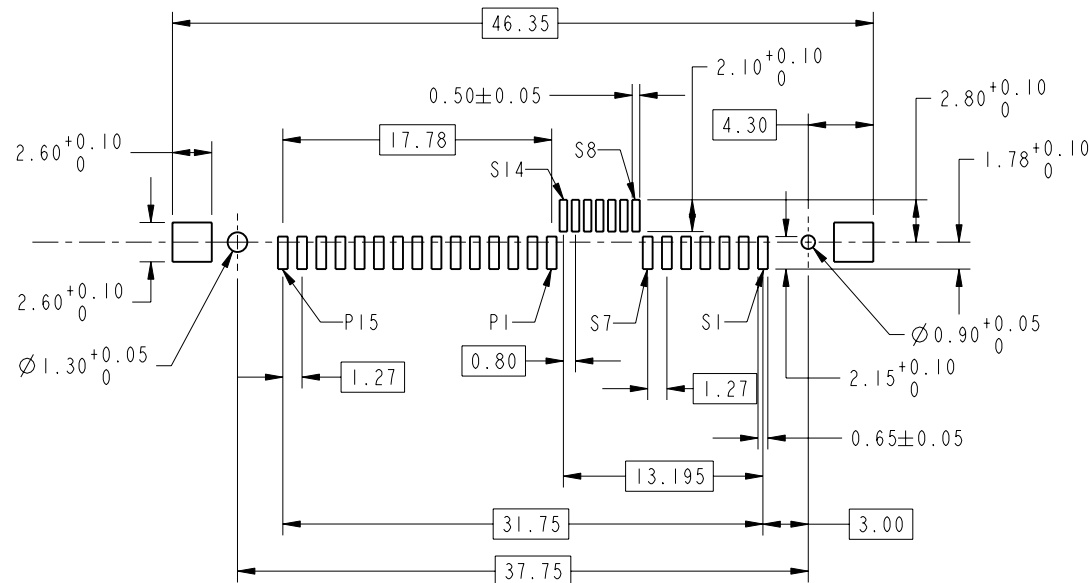 46.35
2.10 +0.10 0
0.50±0.05
2.80 +0.10 0
4.30
17.78
2.60 +0.10 0
S8
1.78 +0.10 0
S14
2.60 +0.10 0
P15
P1
S7
S1
Ø0.90 +0.05 0
Ø1.30 +0.05 0
0.80
1.27
1.27
2.15 +0.10 0
0.65±0.05
13.195
31.75
3.00
37.75